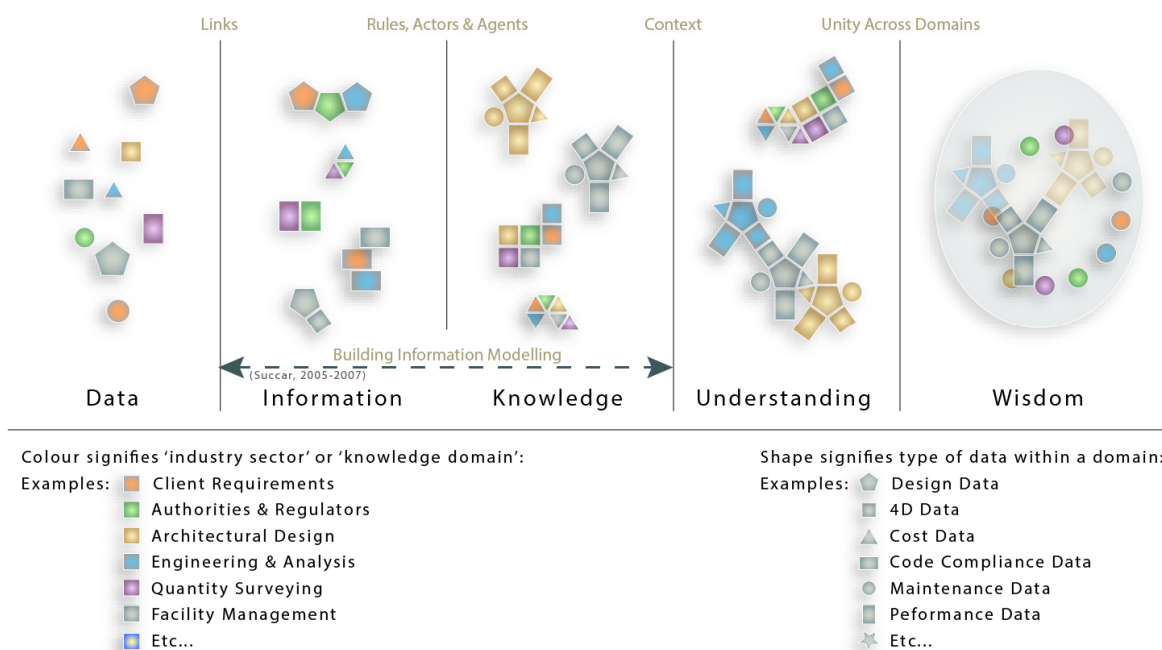 Links
Rules, Actors & Agents
Context
Unity Across Domains
Building Information Modelling
(Succar, 2005-2007)
Data
Information
Knowledge
Understanding
Wisdom
Colour signifies ‘industry sector’ or ‘knowledge domain’:
Examples:
Client Requirements
Authorities & Regulators
Architectural Design
Engineering & Analysis
Quantity Surveying
Facility Management
Etc...
Shape signifies type of data within a domain:
Examples:
Design Data
4D Data
Cost Data
Code Compliance Data
Maintenance Data
Peformance Data
Etc...